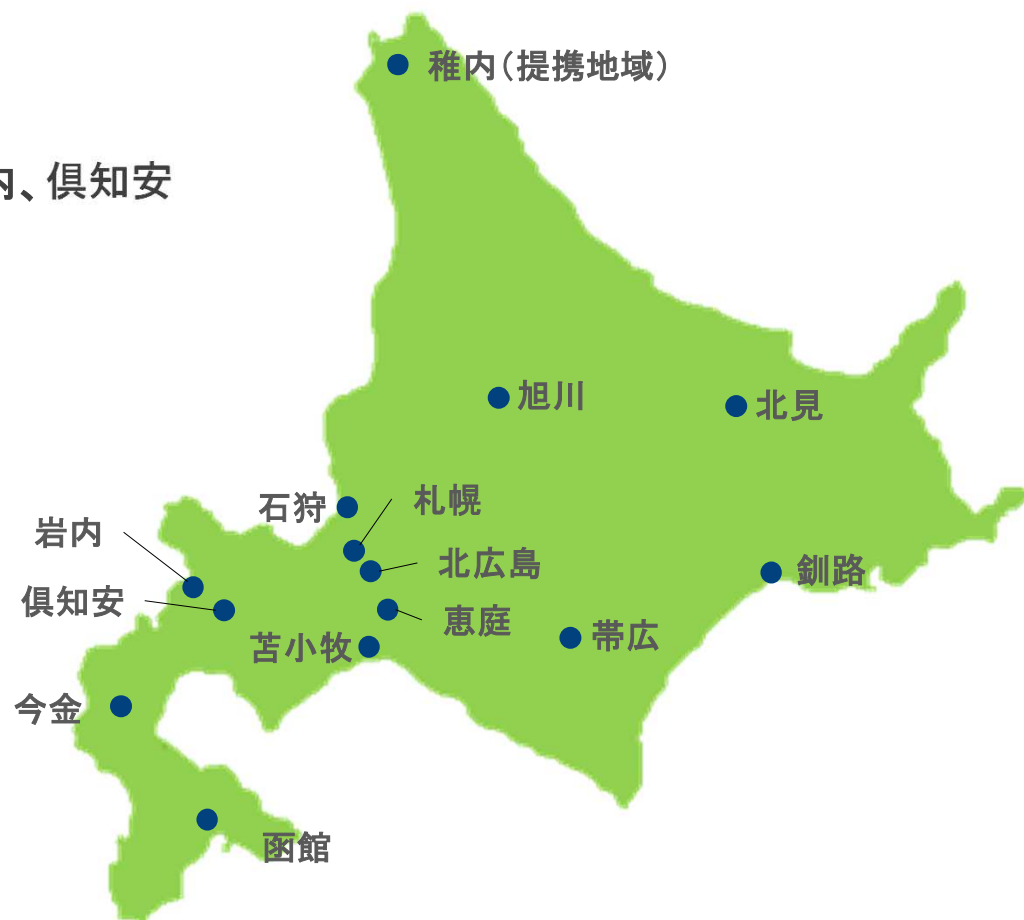 稚内(提携地域)
内、倶知安
旭川
北見
石狩
札幌
岩内
北広島
釧路
倶知安
恵庭
苫小牧
帯広
今金
函館